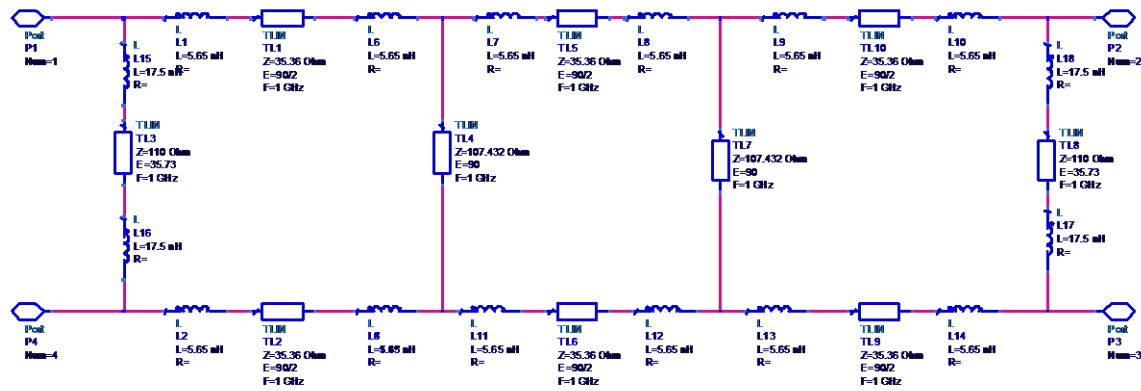 Port
P1
Num=1
L
L1
L=5.65 nH
R=
TLIN
TL1
Z=35.36 Ohm
E=90/2
F=1 GHz
L
L6
L=5.65 nH
R=
L
L7
L=5.65 nH
R=
TLIN
TL5
Z=35.36 Ohm
E=90/2
F=1 GHz
L
L8
L=5.65 nH
R=
L
L9
L=5.65 nH
R=
TLIN
TL10
Z=35.36 Ohm
E=90/2
F=1 GHz
L
L10
L=5.65 nH
R=
Port
P2
Num=2
L
L15
L=17.5 nH
R=
L
L18
L=17.5 nH
R=
TLIN
TL3
Z=110 Ohm
E=35.73
F=1 GHz
TLIN
TL4
Z=107.432 Ohm
E=90
F=1 GHz
TLIN
TL7
Z=107.432 Ohm
E=90
F=1 GHz
TLIN
TL8
Z=110 Ohm
E=35.73
F=1 GHz
L
L16
L=17.5 nH
R=
L
L17
L=17.5 nH
R=
Port
P4
Num=4
L
L2
L=5.65 nH
R=
TLIN
TL2
Z=35.36 Ohm
E=90/2
F=1 GHz
L
L=5.65 nH
R=
L
L11
L=5.65 nH
R=
TLIN
TL6
Z=35.36 Ohm
E=90/2
F=1 GHz
L
L12
L=5.65 nH
R=
L
L13
L=5.65 nH
R=
TLIN
TL9
Z=35.36 Ohm
E=90/2
F=1 GHz
L
L14
L=5.65 nH
R=
Port
P3
Num=3